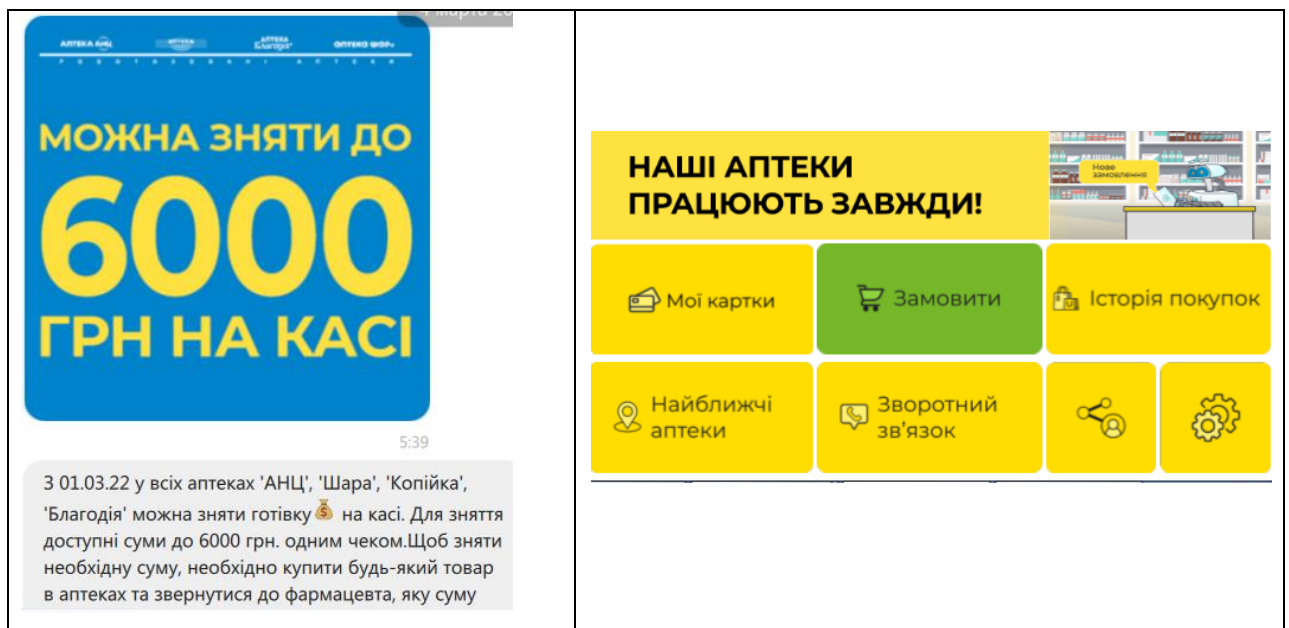 АПТЕКА АНЦ АПТЕКА Благодія
МОЖНА ЗНЯТИ ДО
6000
ГРН НА КАСІ
5:39
З 01.03.22 у всіх аптеках 'АНЦ', 'Шара', 'Копійка',
'Благодія' можна зняти готівку на касі. Для зняття
доступні суми до 6000 грн. одним чеком.Щоб зняти
необхідну суму, необхідно купити будь-який товар
в аптеках та звернутися до фармацевта, яку суму
НАШІ АПТЕКИ
ПРАЦЮЮТЬ ЗАВЖДИ!
Нове
замовлення
Мої картки
Замовити
Історія покупок
Найближчі
аптеки
Зворотний
зв'язок